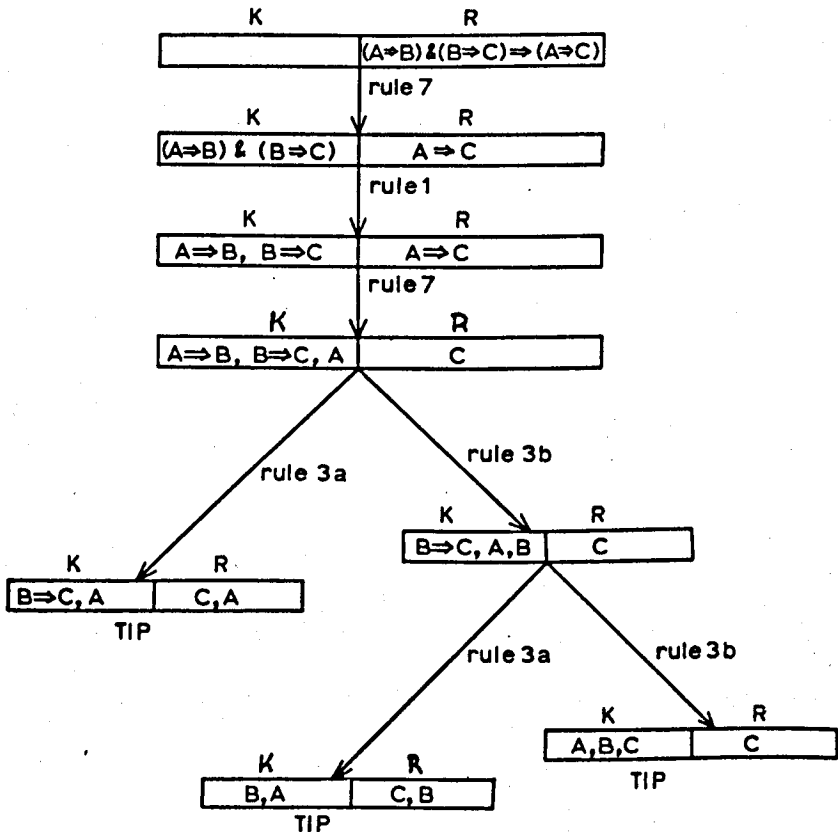 K R
(A⇒B) & (B⇒C) ⇒ (A⇒C)
rule 7
K R
(A⇒B) & (B⇒C) A⇒C
rule 1
K R
A⇒B, B⇒C A⇒C
rule 7
K R
A⇒B, B⇒C, A C
rule 3a rule 3b
K R
B⇒C, A, B C
K R
B⇒C, A C, A
TIP
rule 3a rule 3b
K R
A, B, C C
TIP
K R
B, A C, B
TIP